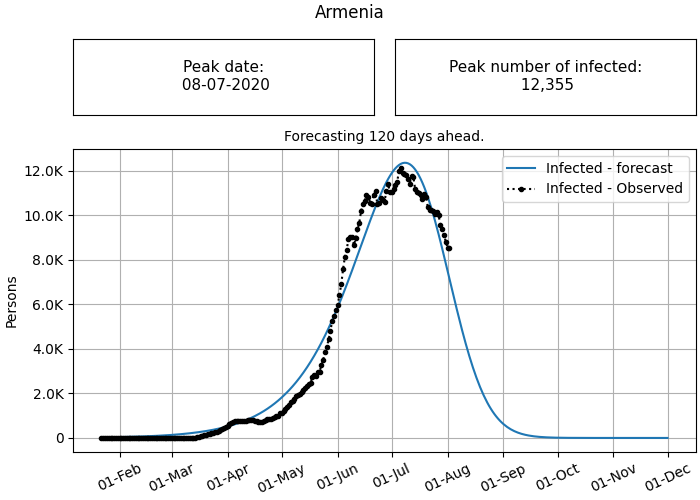 Armenia
Peak date:
08-07-2020
Peak number of infected:
12,355
Forecasting 120 days ahead.
Infected - forecast
Infected - Observed
Persons
12.0K
10.0K
8.0K
6.0K
4.0K
2.0K
0
01-Feb
01-Mar
01-Apr
01-May
01-Jun
01-Jul
01-Aug
01-Sep
01-Oct
01-Nov
01-Dec